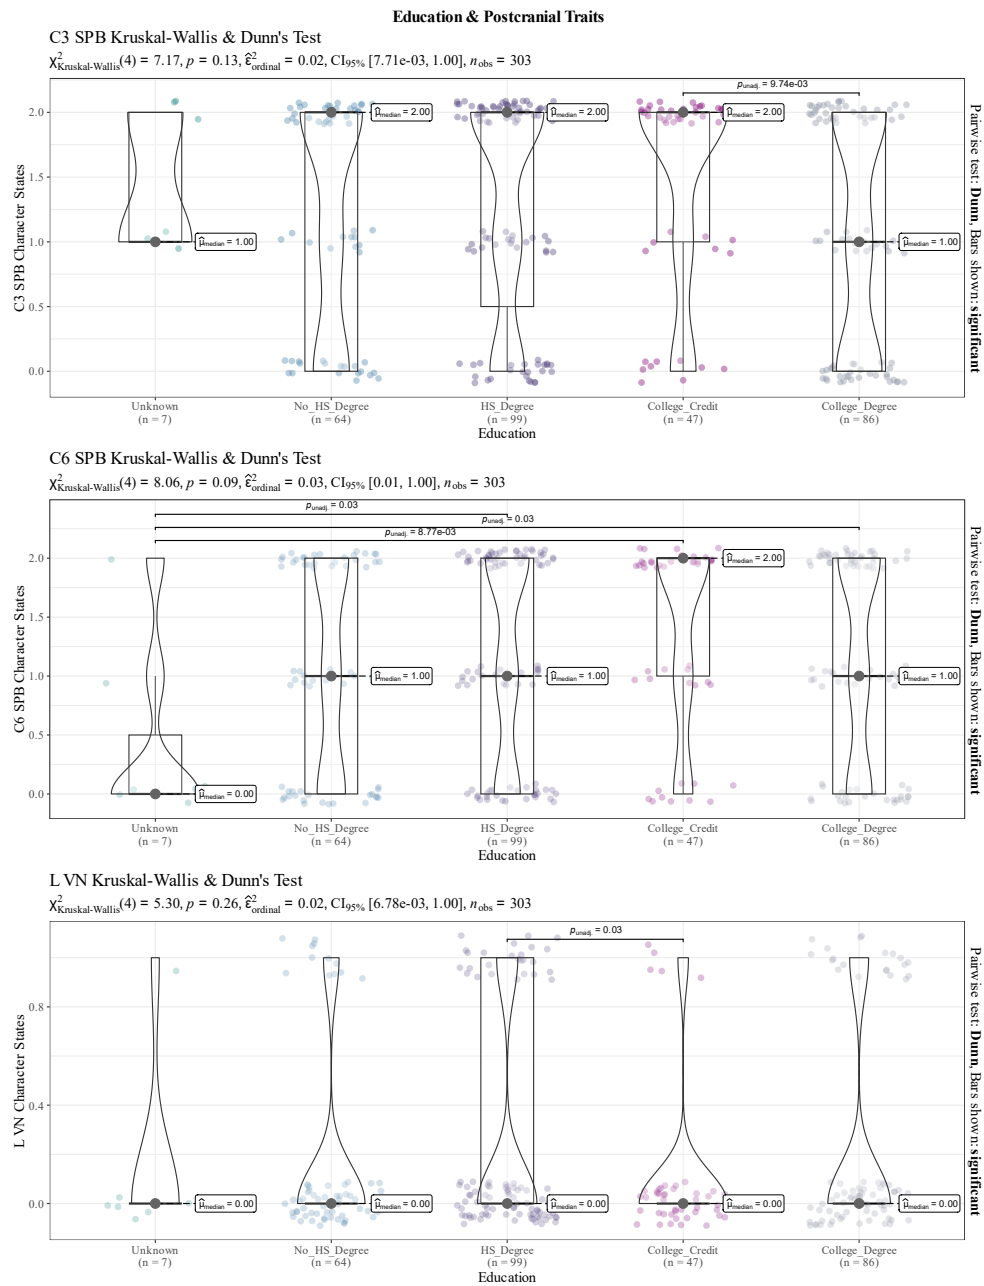 Education & Postcranial Traits
C3 SPB Kruskal-Wallis & Dunn's Test
χ²Kruskal-Wallis(4) = 7.17, p = 0.13, ε̂²ordinal = 0.02, CI95% [7.71e-03, 1.00], nobs = 303
punadj. = 9.74e-03
2.0
1.5
1.0
0.5
0.0
C3 SPB Character States
μ̂median = 1.00
μ̂median = 2.00
μ̂median = 2.00
μ̂median = 2.00
μ̂median = 1.00
Pairwise test: Dunn, Bars shown: significant
Unknown
(n = 7)
No_HS_Degree
(n = 64)
HS_Degree
(n = 99)
College_Credit
(n = 47)
College_Degree
(n = 86)
Education
C6 SPB Kruskal-Wallis & Dunn's Test
χ²Kruskal-Wallis(4) = 8.06, p = 0.09, ε̂²ordinal = 0.03, CI95% [0.01, 1.00], nobs = 303
punadj. = 0.03
punadj. = 0.03
punadj. = 8.77e-03
2.0
1.5
1.0
0.5
0.0
C6 SPB Character States
μ̂median = 0.00
μ̂median = 1.00
μ̂median = 1.00
μ̂median = 2.00
μ̂median = 1.00
Pairwise test: Dunn, Bars shown: significant
Unknown
(n = 7)
No_HS_Degree
(n = 64)
HS_Degree
(n = 99)
College_Credit
(n = 47)
College_Degree
(n = 86)
Education
L VN Kruskal-Wallis & Dunn's Test
χ²Kruskal-Wallis(4) = 5.30, p = 0.26, ε̂²ordinal = 0.02, CI95% [6.78e-03, 1.00], nobs = 303
punadj. = 0.03
0.8
0.4
0.0
L VN Character States
μ̂median = 0.00
μ̂median = 0.00
μ̂median = 0.00
μ̂median = 0.00
μ̂median = 0.00
Pairwise test: Dunn, Bars shown: significant
Unknown
(n = 7)
No_HS_Degree
(n = 64)
HS_Degree
(n = 99)
College_Credit
(n = 47)
College_Degree
(n = 86)
Education